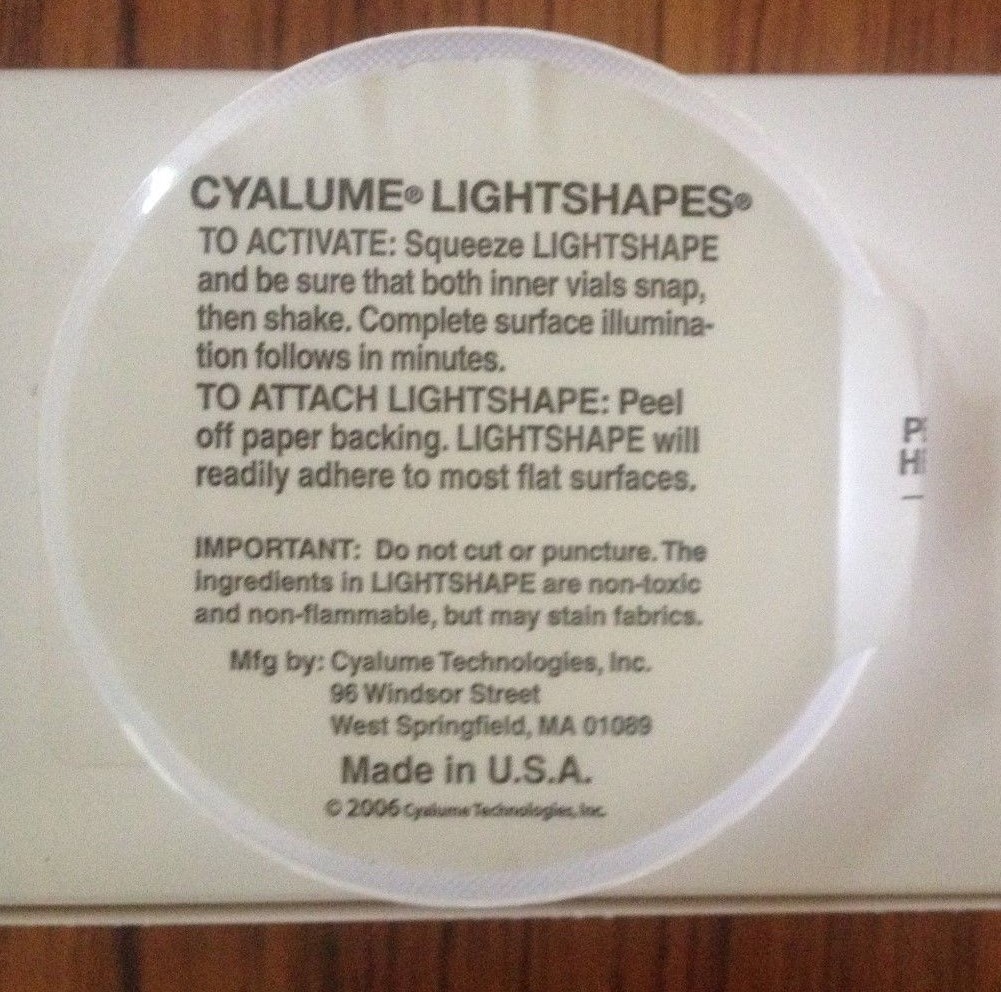 CYALUME® LIGHTSHAPES®
TO ACTIVATE: Squeeze LIGHTSHAPE
and be sure that both inner vials snap,
then shake. Complete surface illumina-
tion follows in minutes.
TO ATTACH LIGHTSHAPE: Peel
off paper backing. LIGHTSHAPE will
readily adhere to most flat surfaces.
IMPORTANT: Do not cut or puncture. The
ingredients in LIGHTSHAPE are non-toxic
and non-flammable, but may stain fabrics.
Mfg by: Cyalume Technologies, Inc.
96 Windsor Street
West Springfield, MA 01089
Made in U.S.A.
© 2006 Cyalume Technologies, Inc.